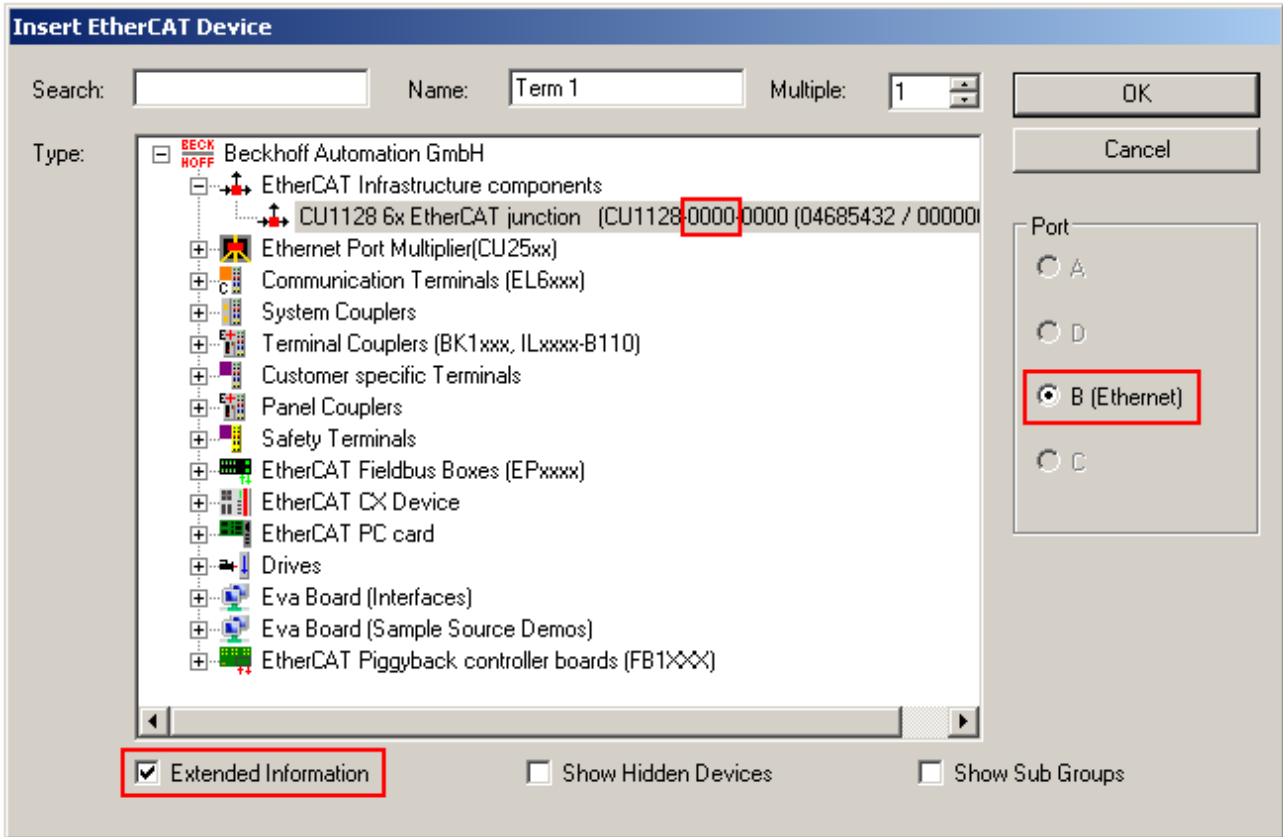 Insert EtherCAT Device
Search: Name: Term 1 Multiple: 1 OK
Cancel
Type: BECK HOFF Beckhoff Automation GmbH
EtherCAT Infrastructure components
CU1128 6x EtherCAT junction (CU1128-0000-0000 (04685432 / 000000
Ethernet Port Multiplier(CU25xx)
C Communication Terminals (EL6xxx)
System Couplers
E Terminal Couplers (BK1xxx, ILxxxx-B110)
Customer specific Terminals
E Panel Couplers
Safety Terminals
EtherCAT Fieldbus Boxes (EPxxxx)
EtherCAT CX Device
EtherCAT PC card
Drives
Eva Board (Interfaces)
Eva Board (Sample Source Demos)
EtherCAT Piggyback controller boards (FB1XXX)
Port
A
D
B (Ethernet)
C
Extended Information Show Hidden Devices Show Sub Groups